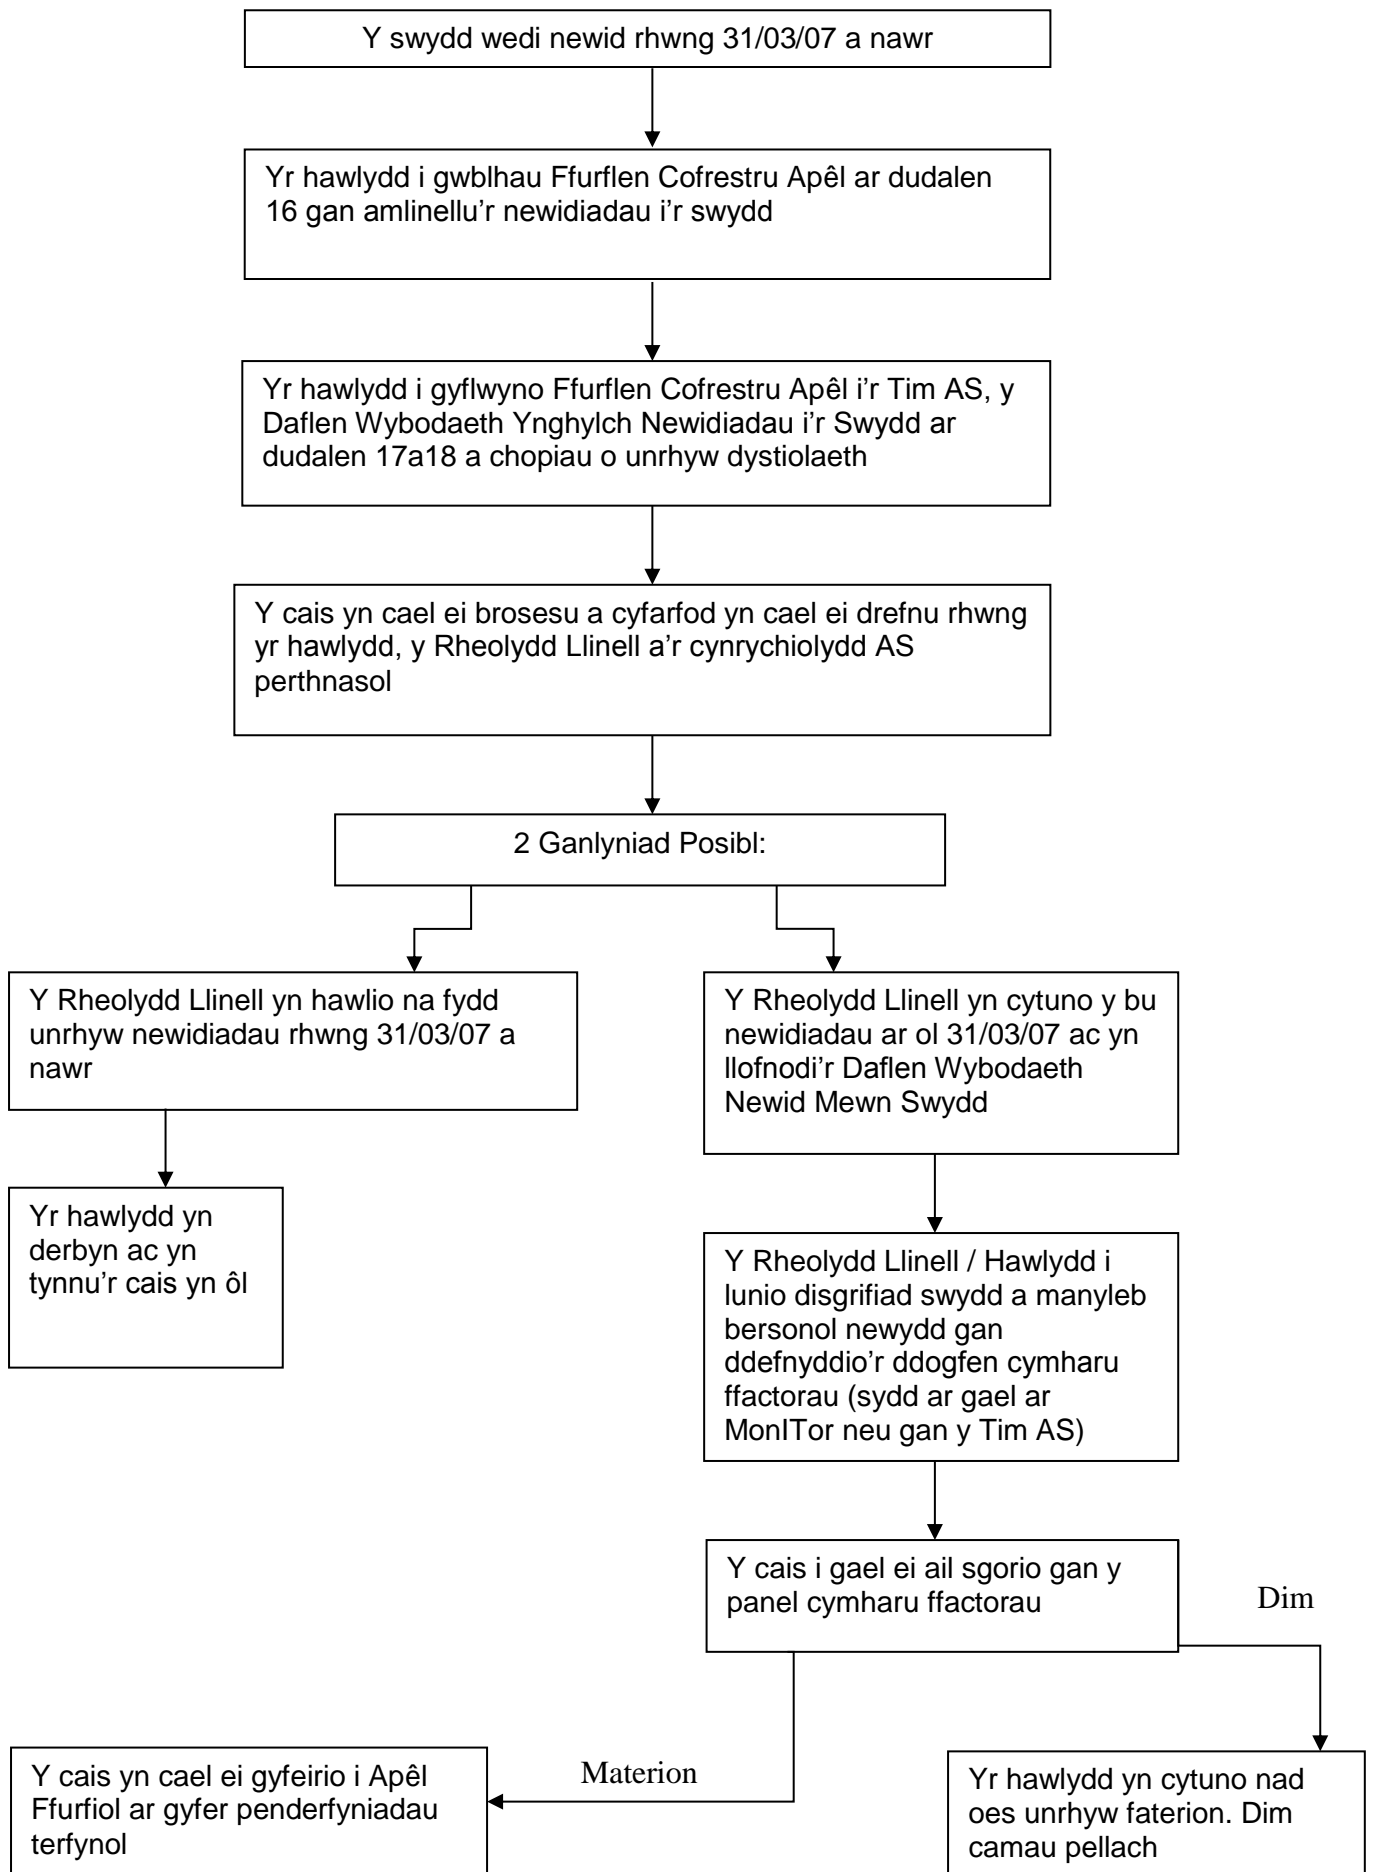 Y swydd wedi newid rhwng 31/03/07 a nawr
Yr hawlydd i gwblhau Ffurflen Cofrestru Apêl ar dudalen
16 gan amlinellu’r newidiadau i’r swydd
Yr hawlydd i gyflwyno Ffurflen Cofrestru Apêl i’r Tim AS, y
Daflen Wybodaeth Ynghylch Newidiadau i’r Swydd ar
dudalen 17a18 a chopiau o unrhyw dystiolaeth
Y cais yn cael ei brosesu a cyfarfod yn cael ei drefnu rhwng
yr hawlydd, y Rheolydd Llinell a’r cynrychiolydd AS
perthnasol
2 Ganlyniad Posibl:
Y Rheolydd Llinell yn hawlio na fydd
unrhyw newidiadau rhwng 31/03/07 a
nawr
Y Rheolydd Llinell yn cytuno y bu
newidiadau ar ol 31/03/07 ac yn
llofnodi’r Daflen Wybodaeth
Newid Mewn Swydd
Yr hawlydd yn
derbyn ac yn
tynnu’r cais yn ôl
Y Rheolydd Llinell / Hawlydd i
lunio disgrifiad swydd a manyleb
bersonol newydd gan
ddefnyddio’r ddogfen cymharu
ffactorau (sydd ar gael ar
MonITor neu gan y Tim AS)
Y cais i gael ei ail sgorio gan y
panel cymharu ffactorau
Dim
Materion
Y cais yn cael ei gyfeirio i Apêl
Ffurfiol ar gyfer penderfyniadau
terfynol
Yr hawlydd yn cytuno nad
oes unrhyw faterion. Dim
camau pellach